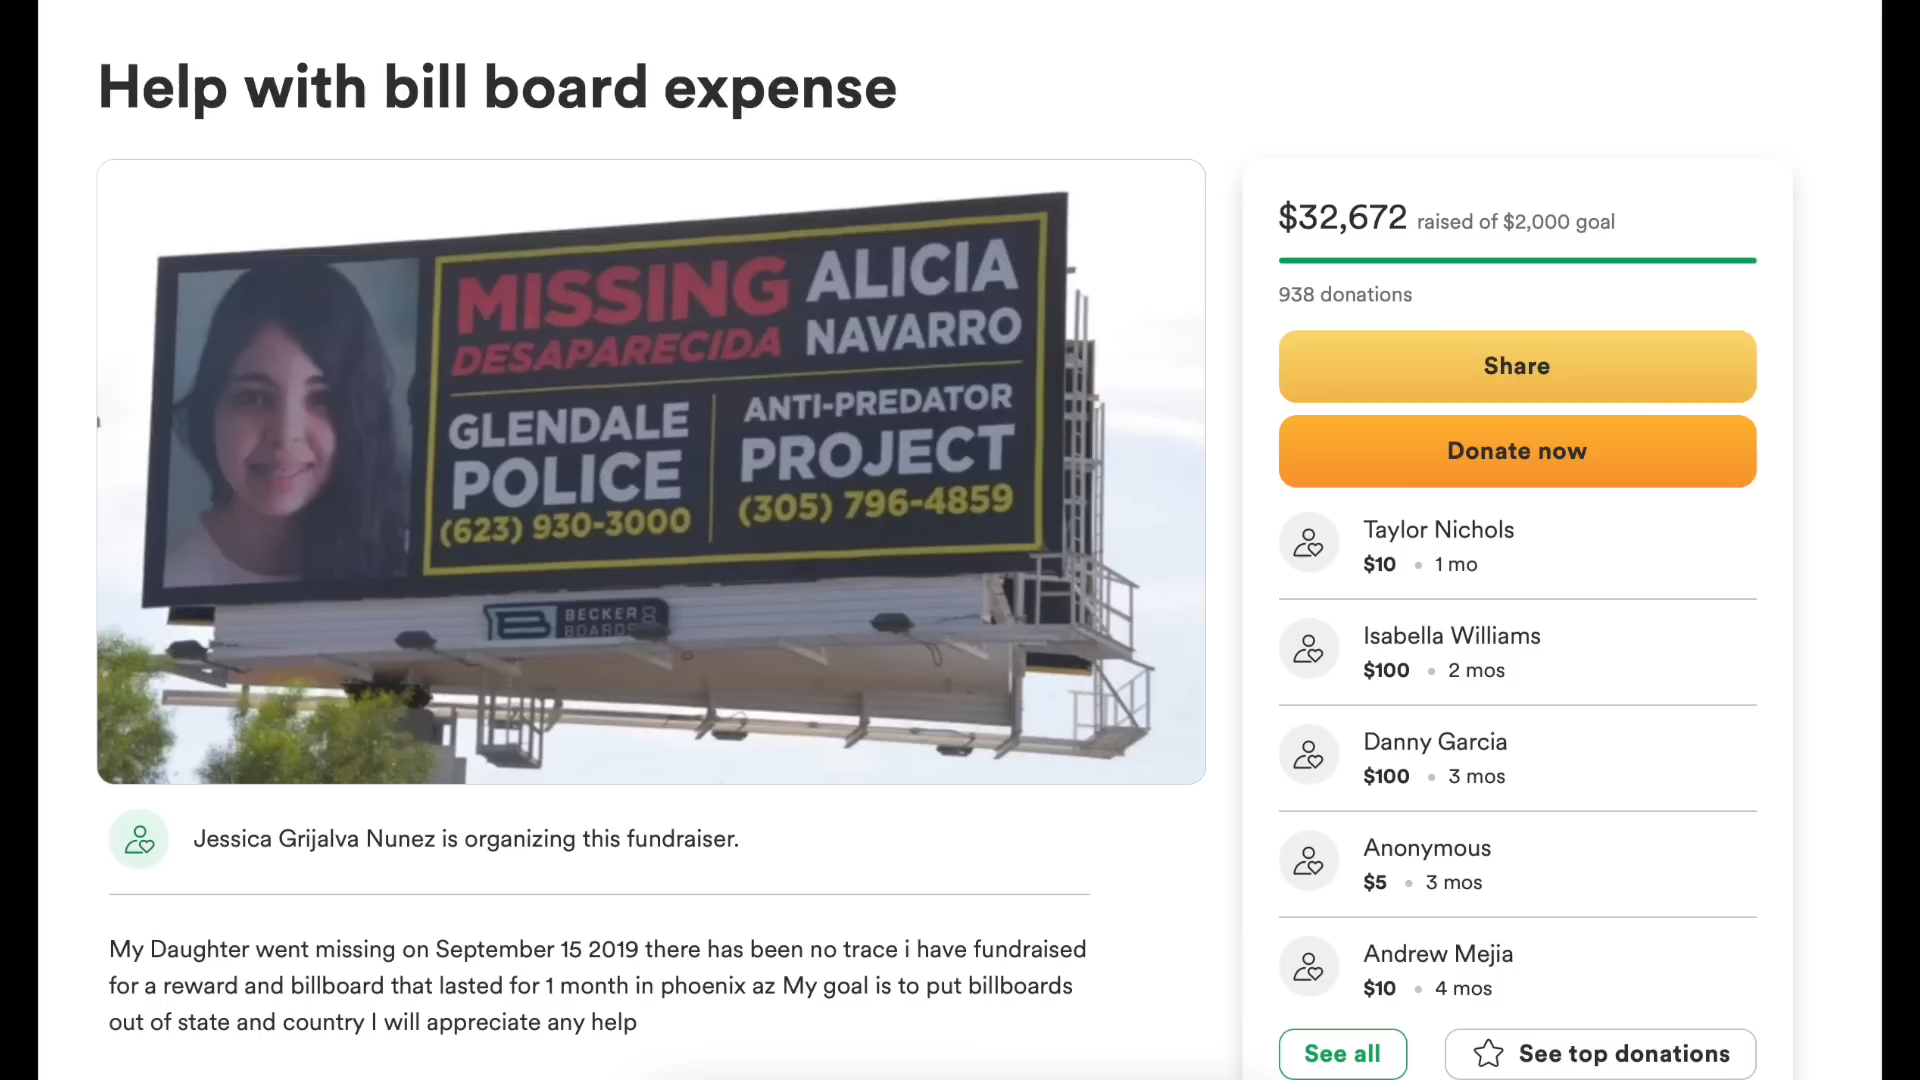 Help with bill board expense
MISSING
DESAPARECIDA
ALICIA
NAVARRO
GLENDALE
POLICE
(623) 930-3000
ANTI-PREDATOR
PROJECT
(305) 796-4859
BECKER
BOARDS
Jessica Grijalva Nunez is organizing this fundraiser.
My Daughter went missing on September 15 2019 there has been no trace i have fundraised
for a reward and billboard that lasted for 1 month in phoenix az My goal is to put billboards
out of state and country I will appreciate any help
$32,672 raised of $2,000 goal
938 donations
Share
Donate now
Taylor Nichols
$10 • 1 mo
Isabella Williams
$100 • 2 mos
Danny Garcia
$100 • 3 mos
Anonymous
$5 • 3 mos
Andrew Mejia
$10 • 4 mos
See all
See top donations